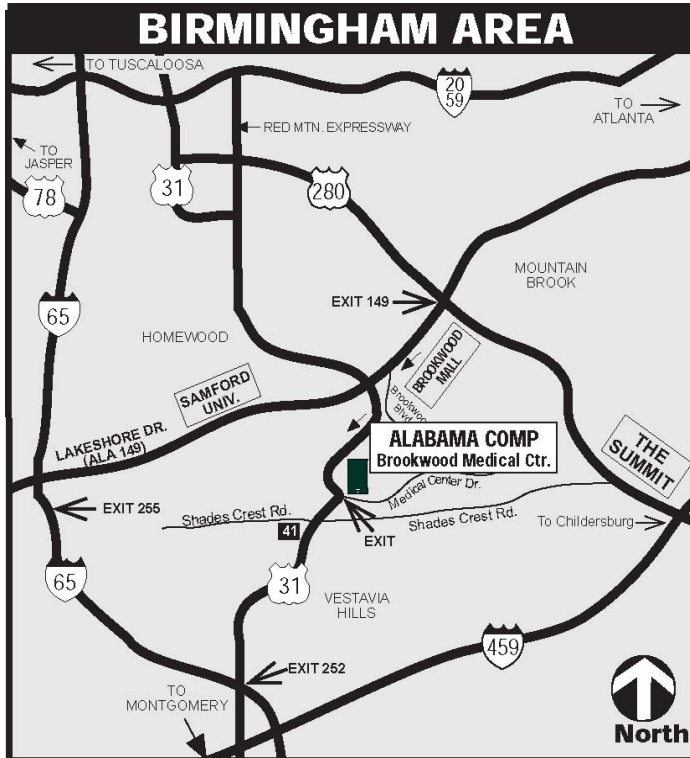 BIRMINGHAM AREA
TO TUSCALOOSA
20
59
TO
ATLANTA
RED MTN. EXPRESSWAY
TO
JASPER
78
31
280
MOUNTAIN
BROOK
EXIT 149
65
HOMEWOOD
BROOKWOOD
MALL
SAMFORD
UNIV.
Brookwood
Blvd.
LAKESHORE DR.
(ALA 149)
ALABAMA COMP
Brookwood Medical Ctr.
THE
SUMMIT
Medical Center Dr.
EXIT 255
Shades Crest Rd.
Shades Crest Rd.
To Childersburg
41
EXIT
65
31
VESTAVIA
HILLS
459
EXIT 252
TO
MONTGOMERY
North